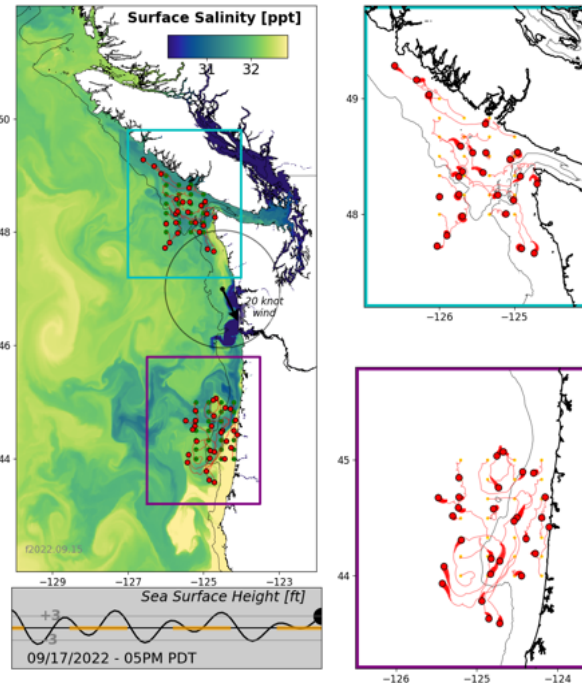 Surface Salinity [ppt]
31 32
50
48
46
44
20 knot
wind
f2022.09.15
−129 −127 −125 −123
49
48
−126 −125
45
44
−126 −125 −124
Sea Surface Height [ft]
+3
-3
09/17/2022 - 05PM PDT